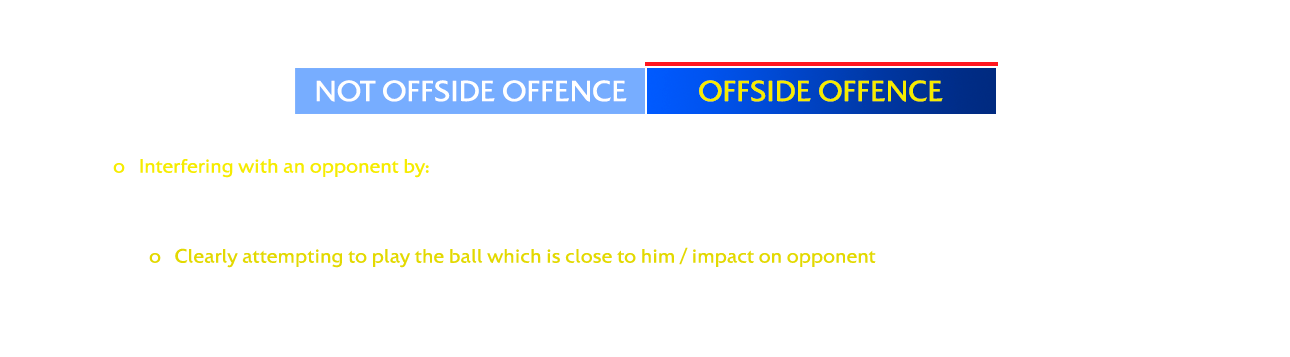 NOT OFFSIDE OFFENCE
OFFSIDE OFFENCE
o Interfering with an opponent by:
o Clearly attempting to play the ball which is close to him / impact on opponent